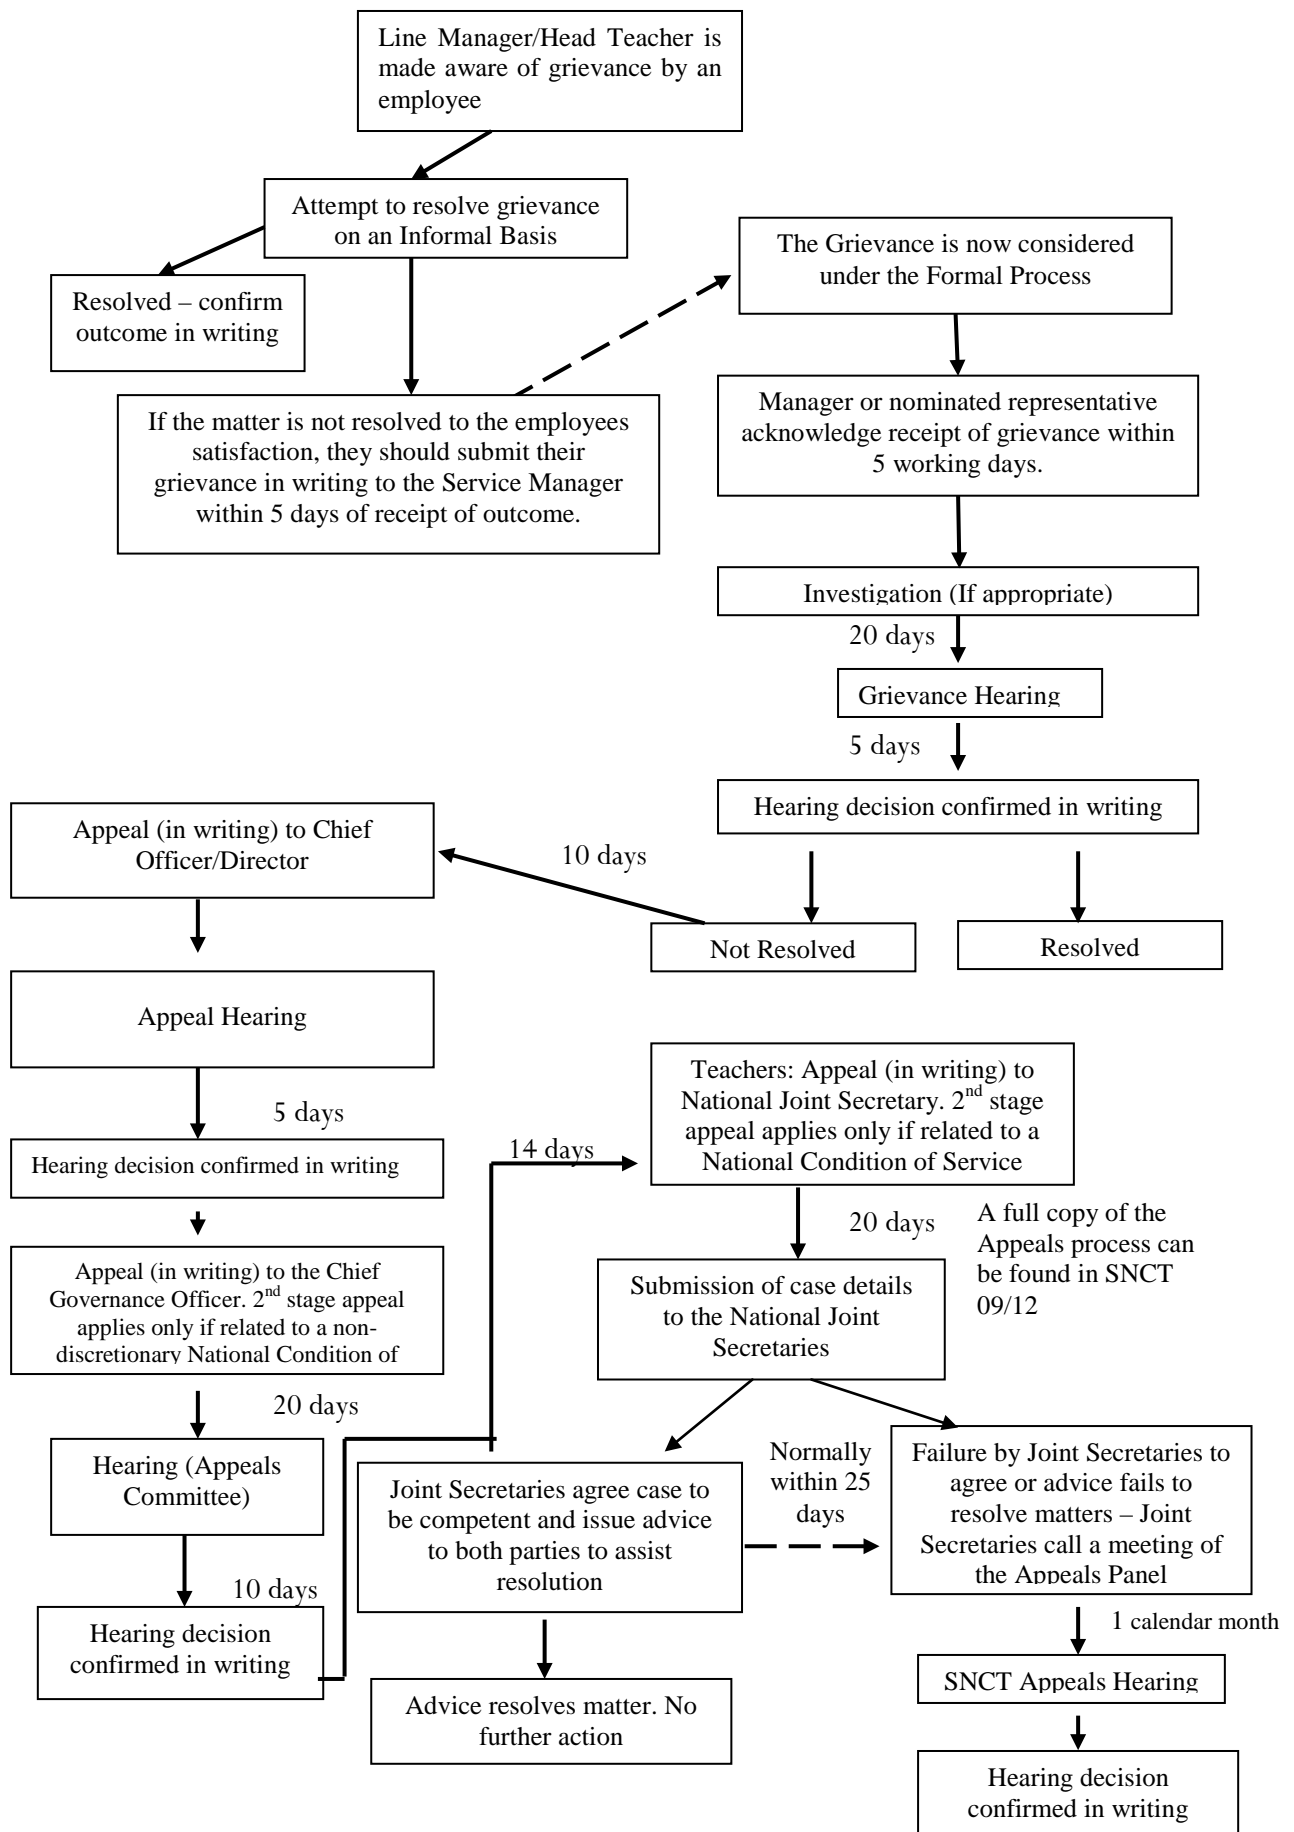 Line Manager/Head Teacher is
made aware of grievance by an
employee
Attempt to resolve grievance
on an Informal Basis
Resolved – confirm
outcome in writing
If the matter is not resolved to the employees
satisfaction, they should submit their
grievance in writing to the Service Manager
within 5 days of receipt of outcome.
The Grievance is now considered
under the Formal Process
Manager or nominated representative
acknowledge receipt of grievance within
5 working days.
Investigation (If appropriate)
20 days
Grievance Hearing
5 days
Hearing decision confirmed in writing
Not Resolved
Resolved
10 days
Appeal (in writing) to Chief
Officer/Director
Appeal Hearing
5 days
Hearing decision confirmed in writing
Appeal (in writing) to the Chief
Governance Officer. 2nd stage appeal
applies only if related to a non-
discretionary National Condition of
20 days
Hearing (Appeals
Committee)
10 days
Hearing decision
confirmed in writing
14 days
Teachers: Appeal (in writing) to
National Joint Secretary. 2nd stage
appeal applies only if related to a
National Condition of Service
20 days
A full copy of the
Appeals process can
be found in SNCT
09/12
Submission of case details
to the National Joint
Secretaries
Joint Secretaries agree case to
be competent and issue advice
to both parties to assist
resolution
Normally
within 25
days
Failure by Joint Secretaries to
agree or advice fails to
resolve matters – Joint
Secretaries call a meeting of
the Appeals Panel
Advice resolves matter. No
further action
1 calendar month
SNCT Appeals Hearing
Hearing decision
confirmed in writing